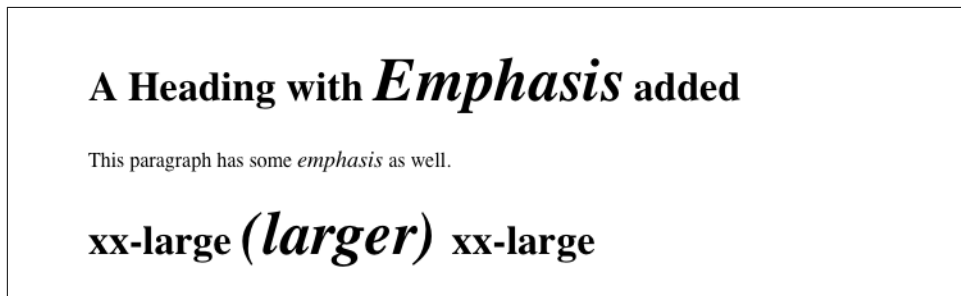 A Heading with Emphasis added
This paragraph has some emphasis as well.
xx-large (larger) xx-large